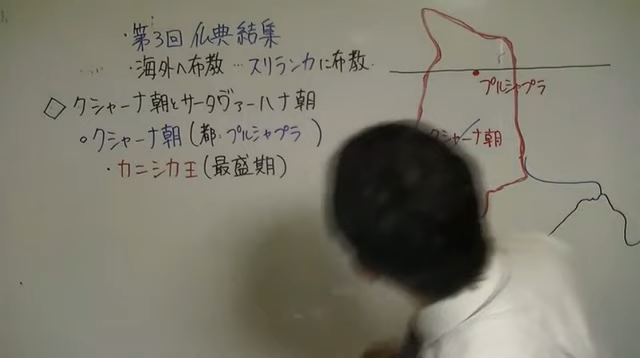 ・第3回 仏典結集
・海外へ布教…スリランカに布教
◇クシャーナ朝とサータヴァーハナ朝
○クシャーナ朝(都:プルシャプラ)
・カニシカ王(最盛期)
プルシャプラ
クシャーナ朝